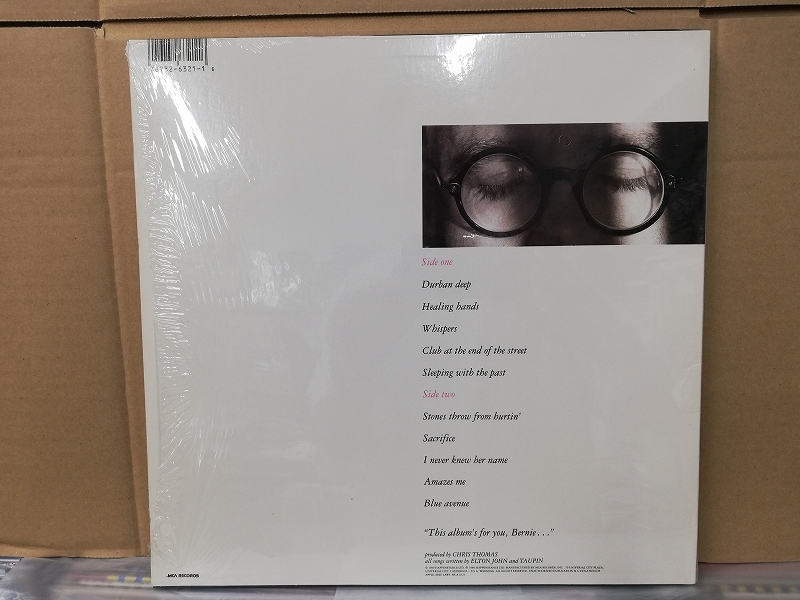 6321-1
Side one
Durban deep
Healing hands
Whispers
Club at the end of the street
Sleeping with the past
Side two
Stones throw from hurtin'
Sacrifice
I never knew her name
Amazes me
Blue avenue
"This album's for you, Bernie . . ."
produced by CHRIS THOMAS
all songs written by ELTON JOHN and TAUPIN
MCA RECORDS